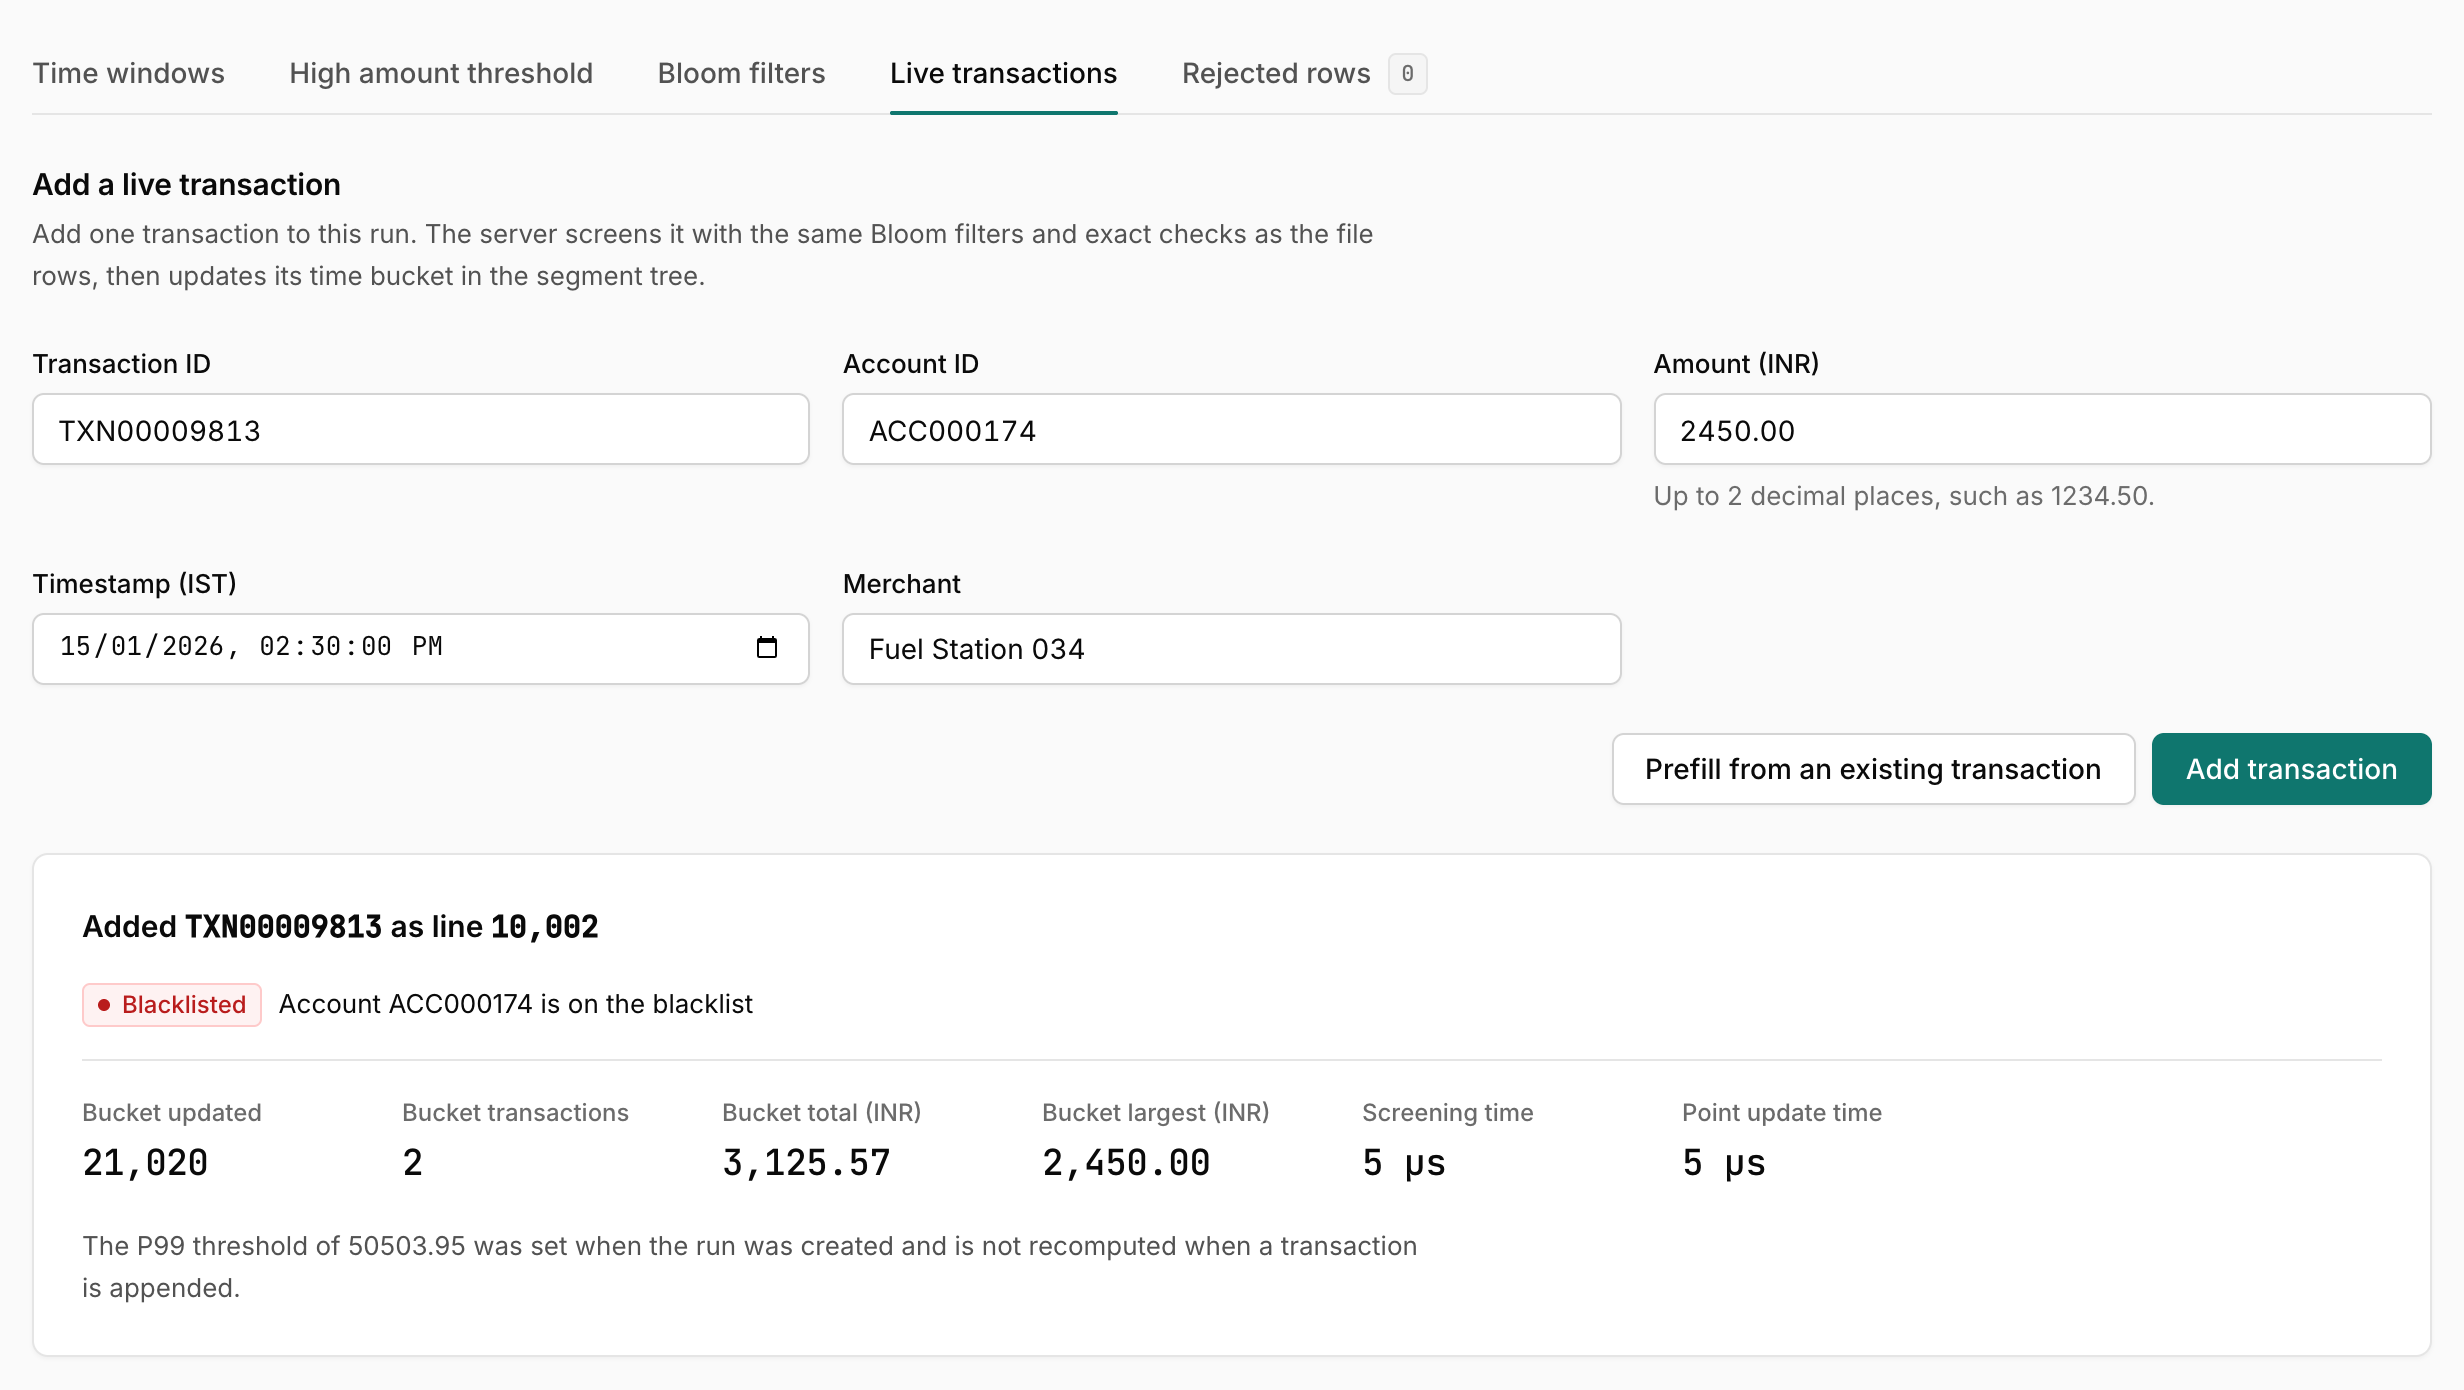 Time windows High amount threshold Bloom filters Live transactions Rejected rows 0
Add a live transaction
Add one transaction to this run. The server screens it with the same Bloom filters and exact checks as the file
rows, then updates its time bucket in the segment tree.
Transaction ID Account ID Amount (INR)
TXN00009813 ACC000174 2450.00
Up to 2 decimal places, such as 1234.50.
Timestamp (IST) Merchant
15/01/2026, 02:30:00 PM Fuel Station 034
Prefill from an existing transaction Add transaction
Added TXN00009813 as line 10,002
Blacklisted Account ACC000174 is on the blacklist
Bucket updated Bucket transactions Bucket total (INR) Bucket largest (INR) Screening time Point update time
21,020 2 3,125.57 2,450.00 5 µs 5 µs
The P99 threshold of 50503.95 was set when the run was created and is not recomputed when a transaction
is appended.